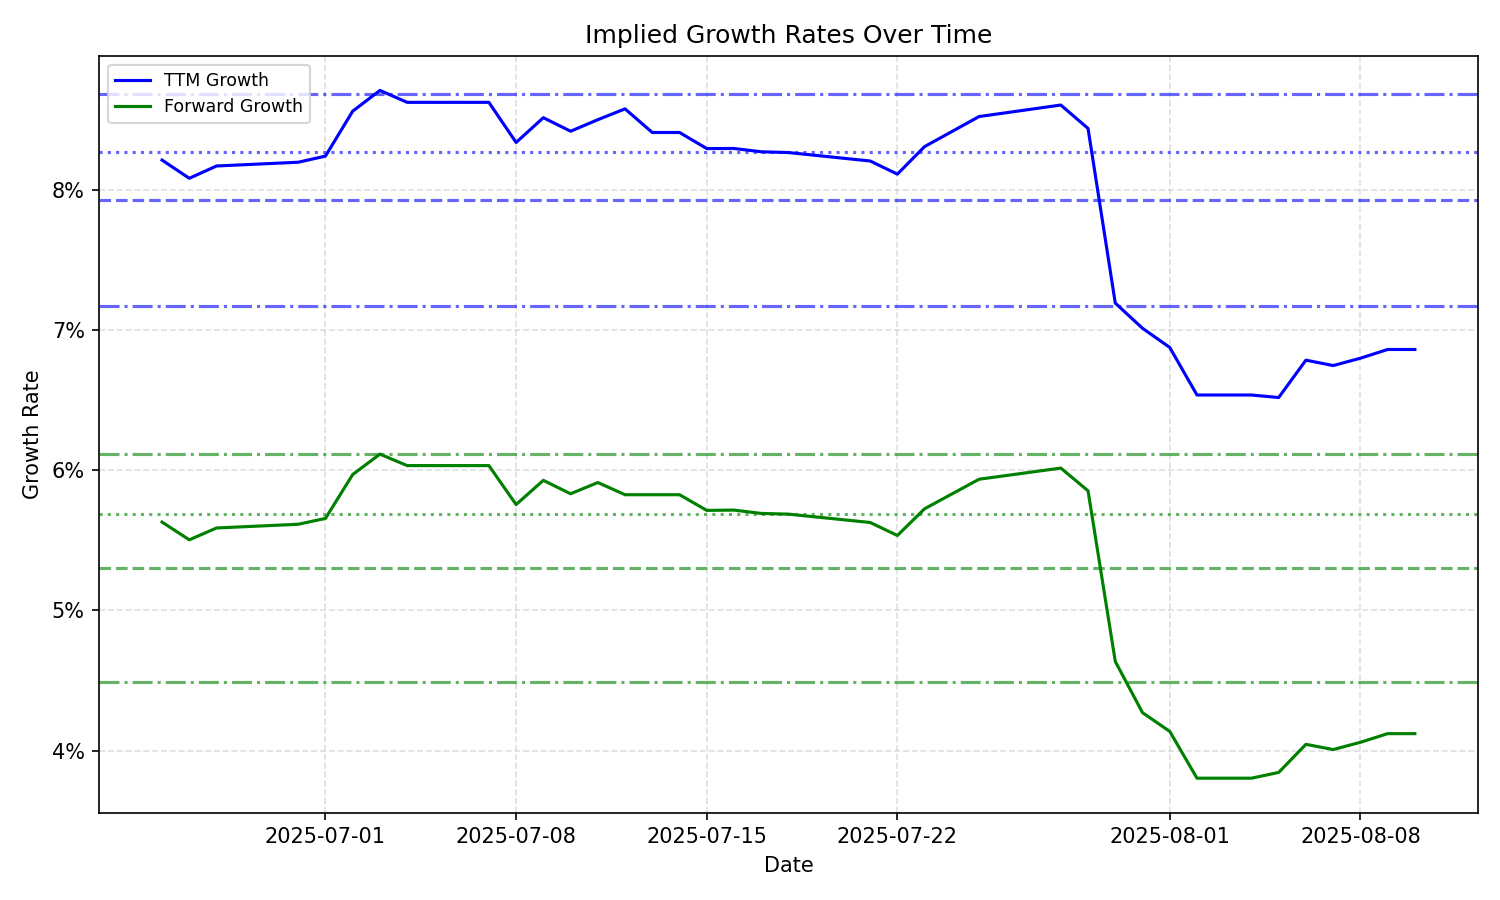 Implied Growth Rates Over Time
TTM Growth
Forward Growth
8%
7%
6%
5%
4%
Growth Rate
2025-07-01
2025-07-08
2025-07-15
2025-07-22
2025-08-01
2025-08-08
Date